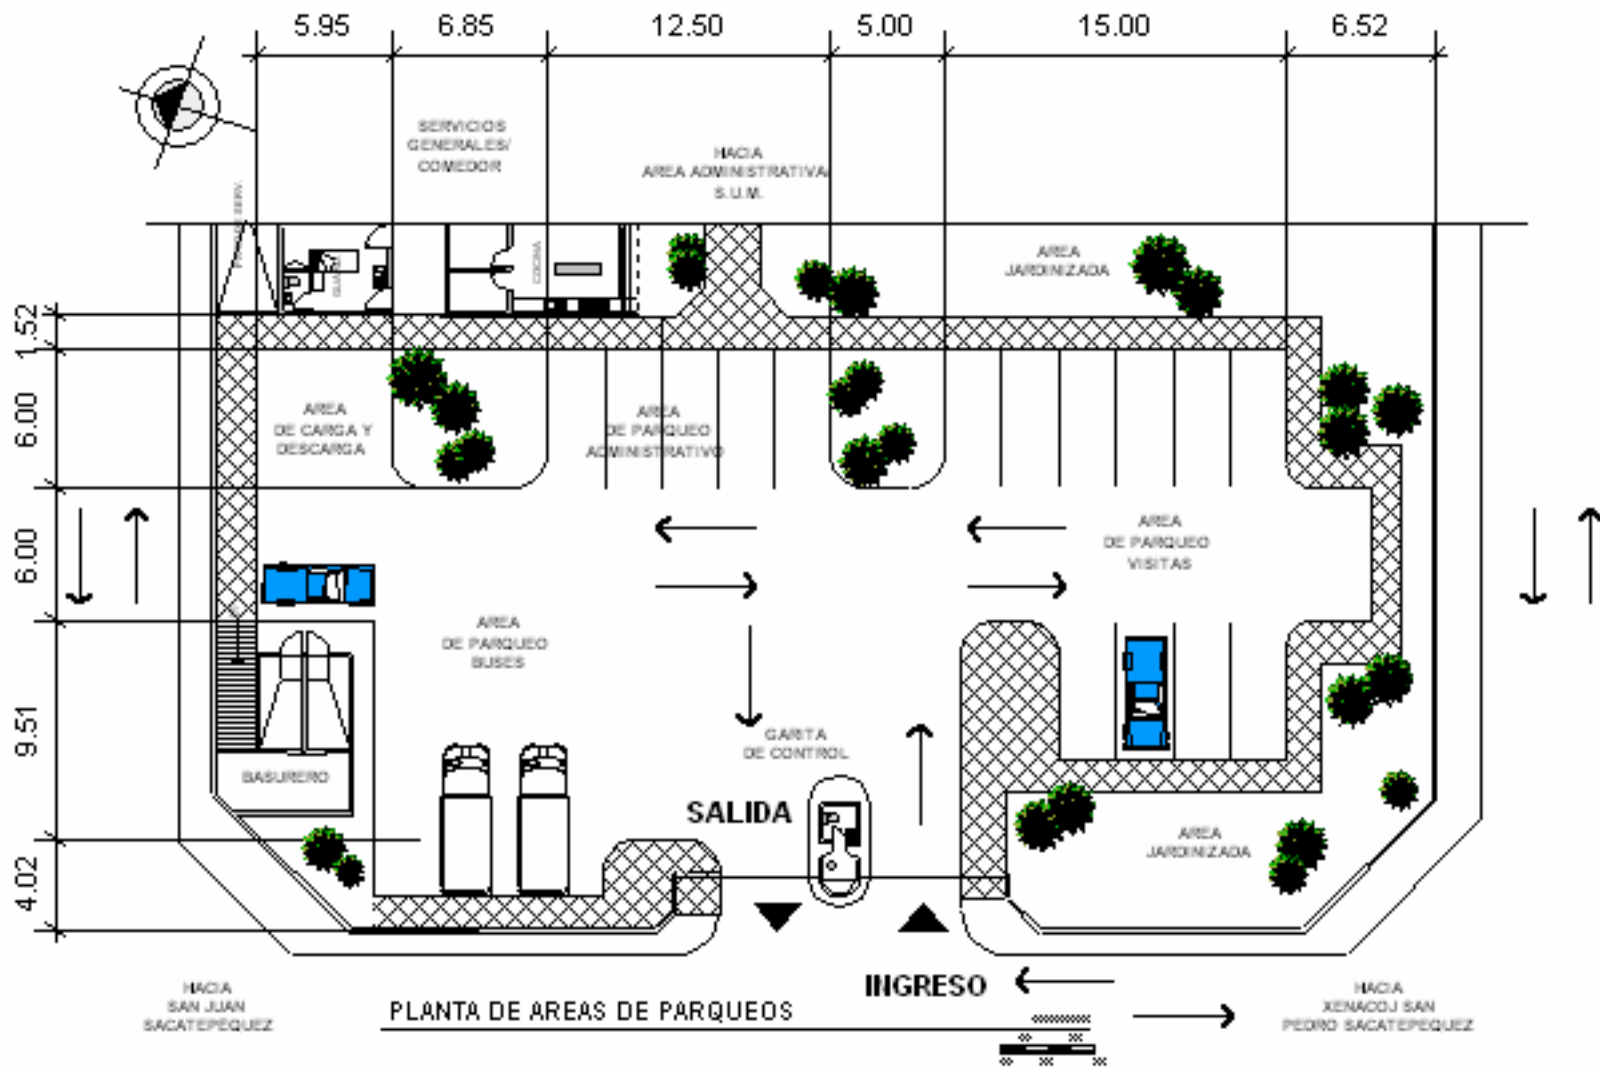 5.95 6.85 12.50 5.00 15.00 6.52
SERVICIOS
GENERALES/
COMEDOR
HACIA
AREA ADMINISTRATIVA
S.U.M.
COCINA
AREA
JARDINIZADA
1.52
6.00
6.00
9.51
4.02
AREA
DE CARGA Y
DESCARGA
AREA
DE PARQUEO
ADMINISTRATIVO
AREA
DE PARQUEO
VISITAS
AREA
DE PARQUEO
BUSES
GARITA
DE CONTROL
BASURERO
SALIDA
AREA
JARDINIZADA
INGRESO
HACIA
SAN JUAN
SACATEPEQUEZ
PLANTA DE AREAS DE PARQUEOS
HACIA
XENACOJ SAN
PEDRO SACATEPEQUEZ